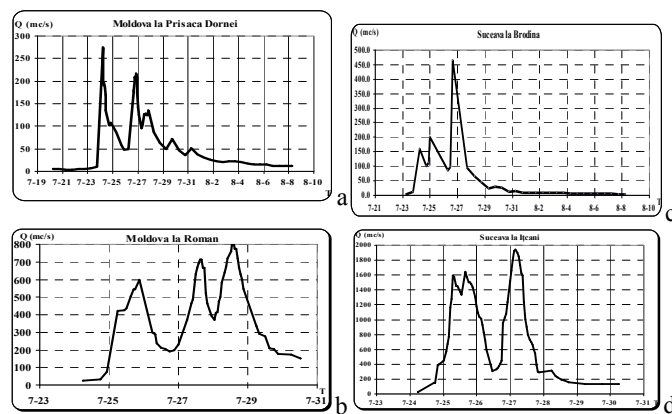 Moldova la Prisaca Dornei
Q (mc/s)
300
250
200
150
100
50
0
7-19 7-21 7-23 7-25 7-27 7-29 7-31 8-2 8-4 8-6 8-8 8-10
T
a
Suceava la Brodina
Q (mc/s)
500.0
450.0
400.0
350.0
300.0
250.0
200.0
150.0
100.0
50.0
0.0
7-21 7-23 7-25 7-27 7-29 7-31 8-2 8-4 8-6 8-8 8-10
T
c
Moldova la Roman
Q (mc/s)
800
700
600
500
400
300
200
100
0
7-23 7-25 7-27 7-29 7-31
T
b
Suceava la Ițcani
Q (mc/s)
2000
1800
1600
1400
1200
1000
800
600
400
200
0
7-23 7-24 7-25 7-26 7-27 7-28 7-29 7-30 7-31
T
d